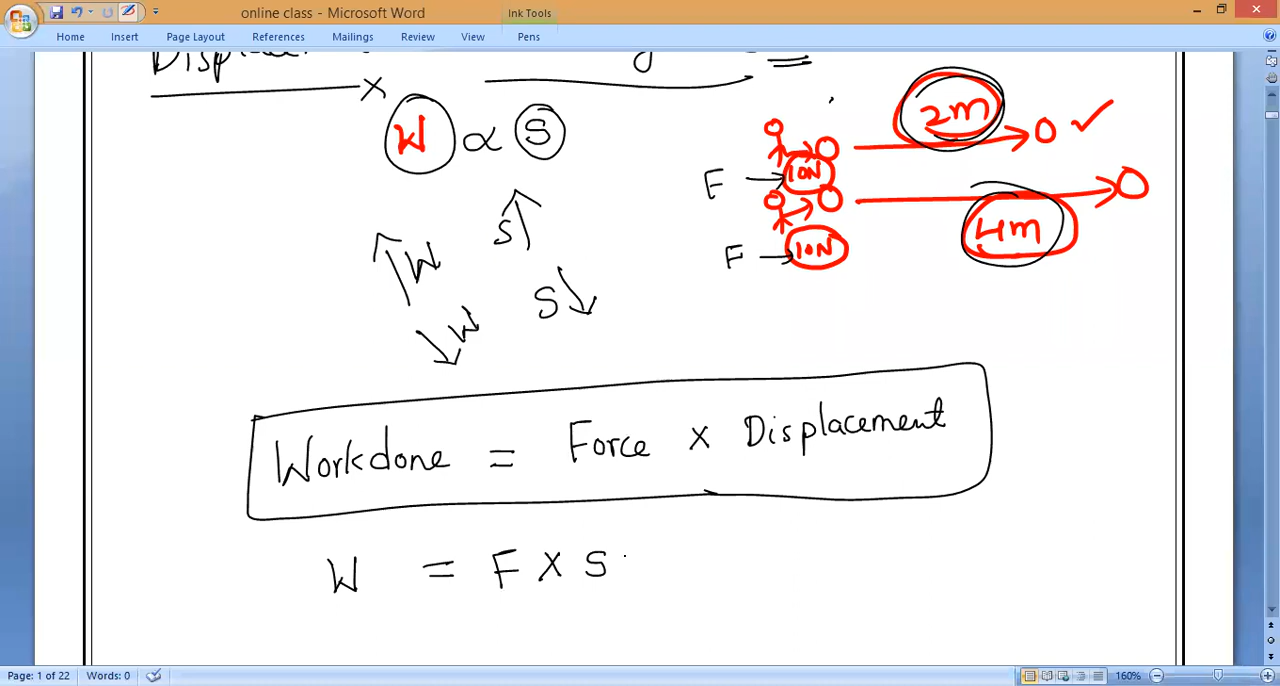 online class - Microsoft Word
Ink Tools
Home Insert Page Layout References Mailings Review View Pens
W ∝ S
2m
10N
F
4m
10N
F
↑W S↑
↓W S↓
Workdone = Force × Displacement
W = F × S
Page: 1 of 22 Words: 0 160%